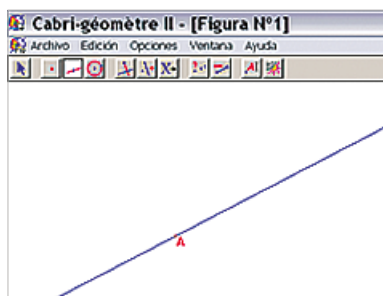 Cabri-géomètre II - [Figura Nº1]
Archivo Edición Opciones Ventana Ayuda
A